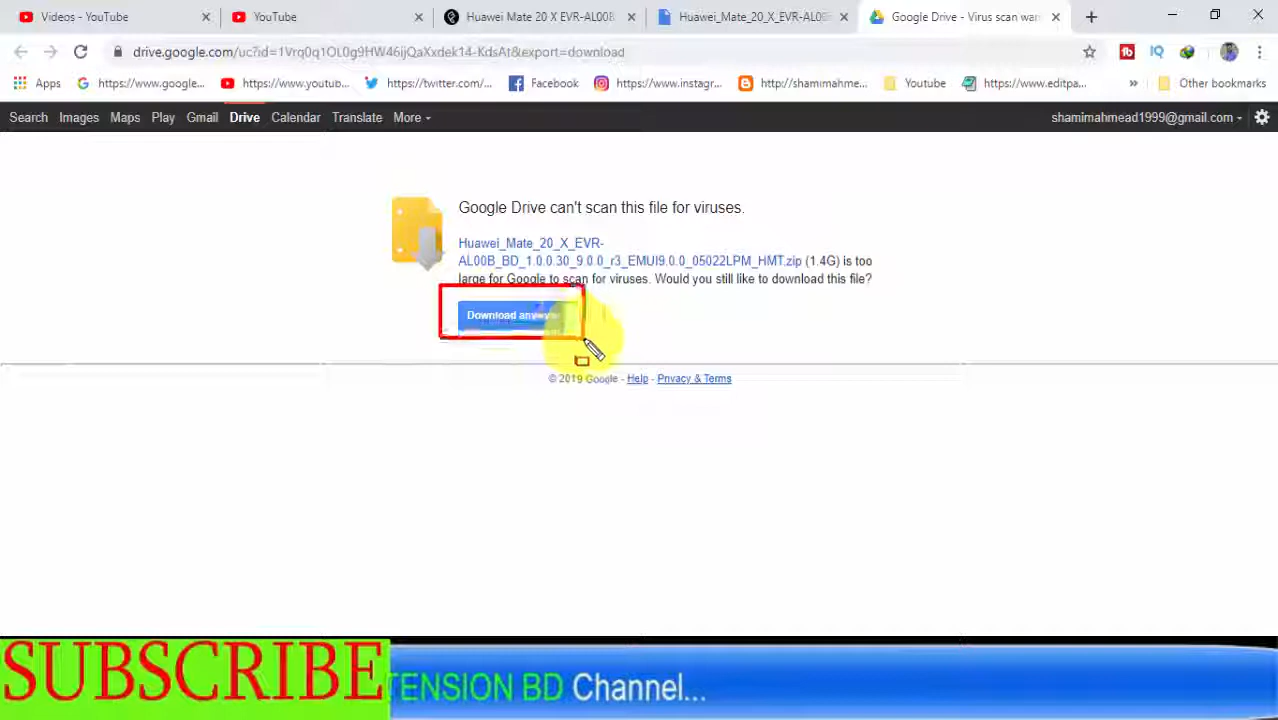 Videos - YouTube
YouTube
Huawei Mate 20 X EVR-AL00B
Huawei_Mate_20_X_EVR-AL0
Google Drive - Virus scan war
drive.google.com/uc?id=1Vrq0q1OL0g9HW46ijQaXxdek14-KdsAt&export=download
Apps
https://www.google...
https://www.youtub...
https://twitter.com/...
Facebook
https://www.instagr...
http://shamimahme...
Youtube
https://www.editpa...
Other bookmarks
Search Images Maps Play Gmail Drive Calendar Translate More
shamimahmead1999@gmail.com
Google Drive can't scan this file for viruses.
Huawei_Mate_20_X_EVR-
AL00B_BD_1.0.0.30_9.0.0_r3_EMUI9.0.0_05022LPM_HMT.zip (1.4G) is too
large for Google to scan for viruses. Would you still like to download this file?
Download anyway
© 2019 Google - Help - Privacy & Terms
SUBSCRIBE
TENSION BD Channel...